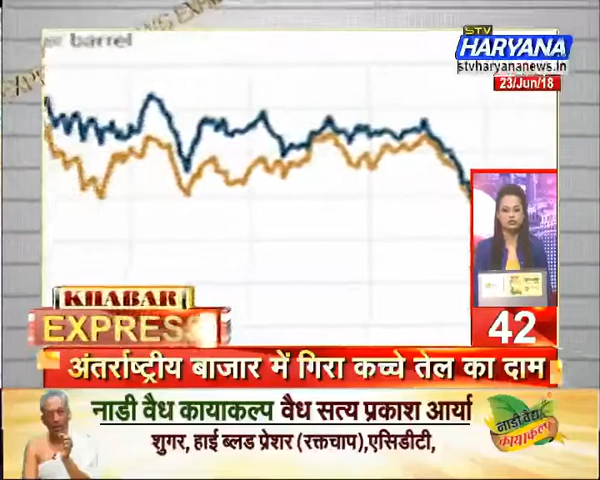 er barrel
STV
HARYANA
stvharyananews.in
23/Jun/18
KHABAR
EXPRESS
42
अंतर्राष्ट्रीय बाजार में गिरा कच्चे तेल का दाम
नाडी वैध कायाकल्प वैध सत्य प्रकाश आर्या
शुगर, हाई ब्लड प्रेशर (रक्तचाप),एसिडीटी,
नाडी वैद्य
कायाकल्प